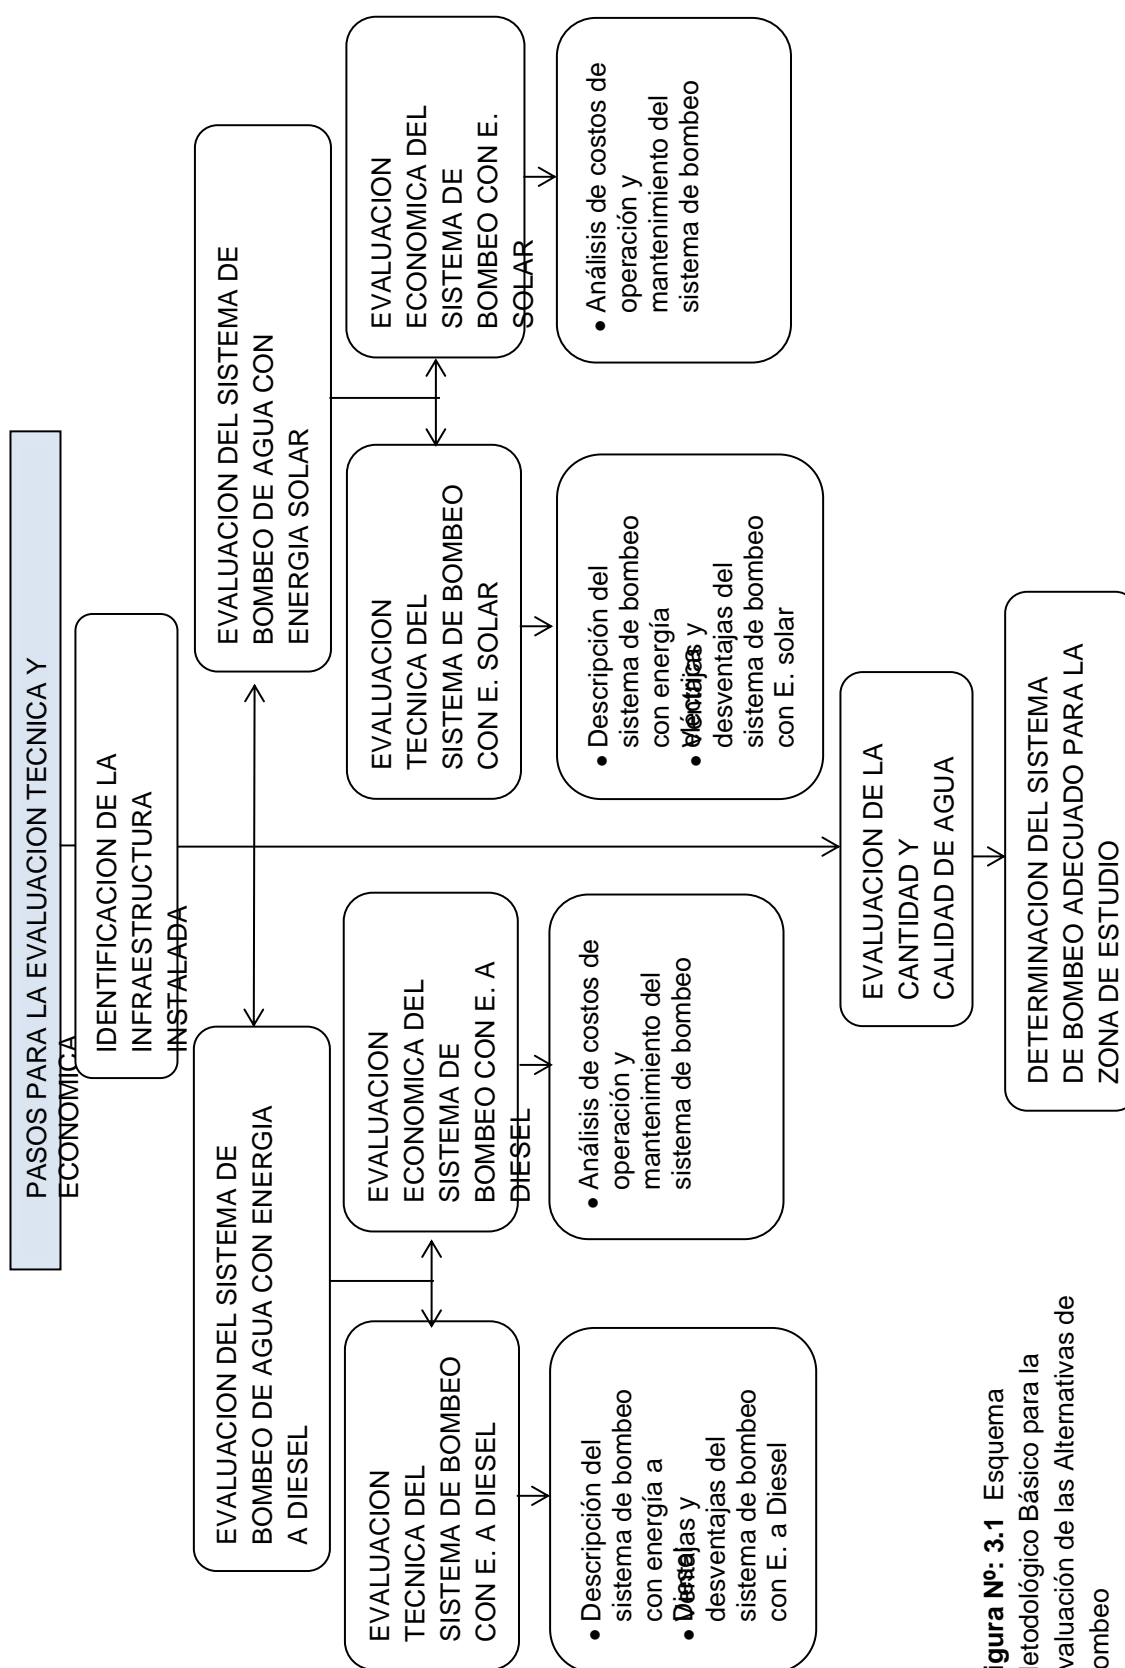 PASOS PARA LA EVALUACION TECNICA Y
ECONOMICA
IDENTIFICACION DE LA
INFRAESTRUCTURA
INSTALADA
EVALUACION DEL SISTEMA DE
BOMBEO DE AGUA CON ENERGIA
A DIESEL
EVALUACION DEL SISTEMA DE
BOMBEO DE AGUA CON
ENERGIA SOLAR
EVALUACION
TECNICA DEL
SISTEMA DE BOMBEO
CON E. A DIESEL
EVALUACION
ECONOMICA DEL
SISTEMA DE
BOMBEO CON E. A
DIESEL
EVALUACION
TECNICA DEL
SISTEMA DE BOMBEO
CON E. SOLAR
EVALUACION
ECONOMICA DEL
SISTEMA DE
BOMBEO CON E.
SOLAR
• Descripción del
sistema de bombeo
con energía a
Diesel
• Ventajas y
desventajas del
sistema de bombeo
con E. a Diesel
• Análisis de costos de
operación y
mantenimiento del
sistema de bombeo
• Descripción del
sistema de bombeo
con energía
eléctrica
• Ventajas y
desventajas del
sistema de bombeo
con E. solar
• Análisis de costos de
operación y
mantenimiento del
sistema de bombeo
EVALUACION DE LA
CANTIDAD Y
CALIDAD DE AGUA
DETERMINACION DEL SISTEMA
DE BOMBEO ADECUADO PARA LA
ZONA DE ESTUDIO
igura Nº: 3.1 Esquema
letodológico Básico para la
valuación de las Alternativas de
ombeo